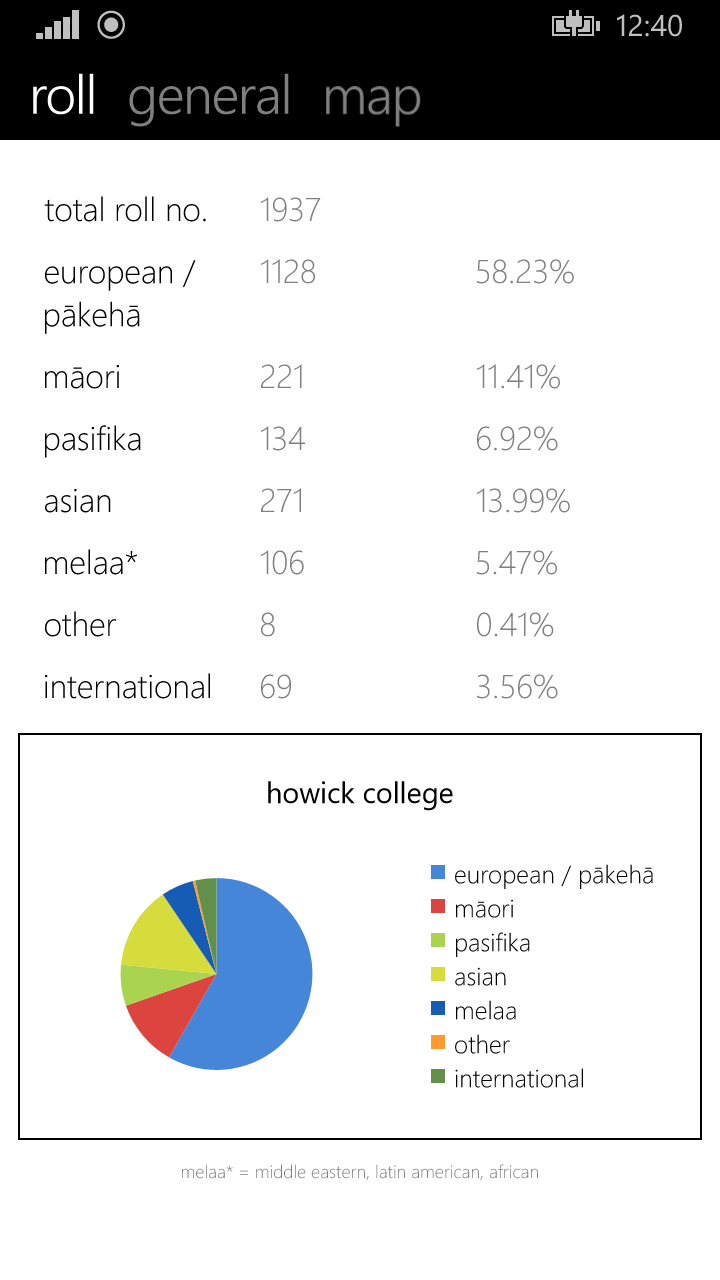 12:40
roll general map
total roll no. 1937
european / 1128 58.23%
pākehā
māori 221 11.41%
pasifika 134 6.92%
asian 271 13.99%
melaa* 106 5.47%
other 8 0.41%
international 69 3.56%
howick college
european / pākehā
māori
pasifika
asian
melaa
other
international
melaa* = middle eastern, latin american, african